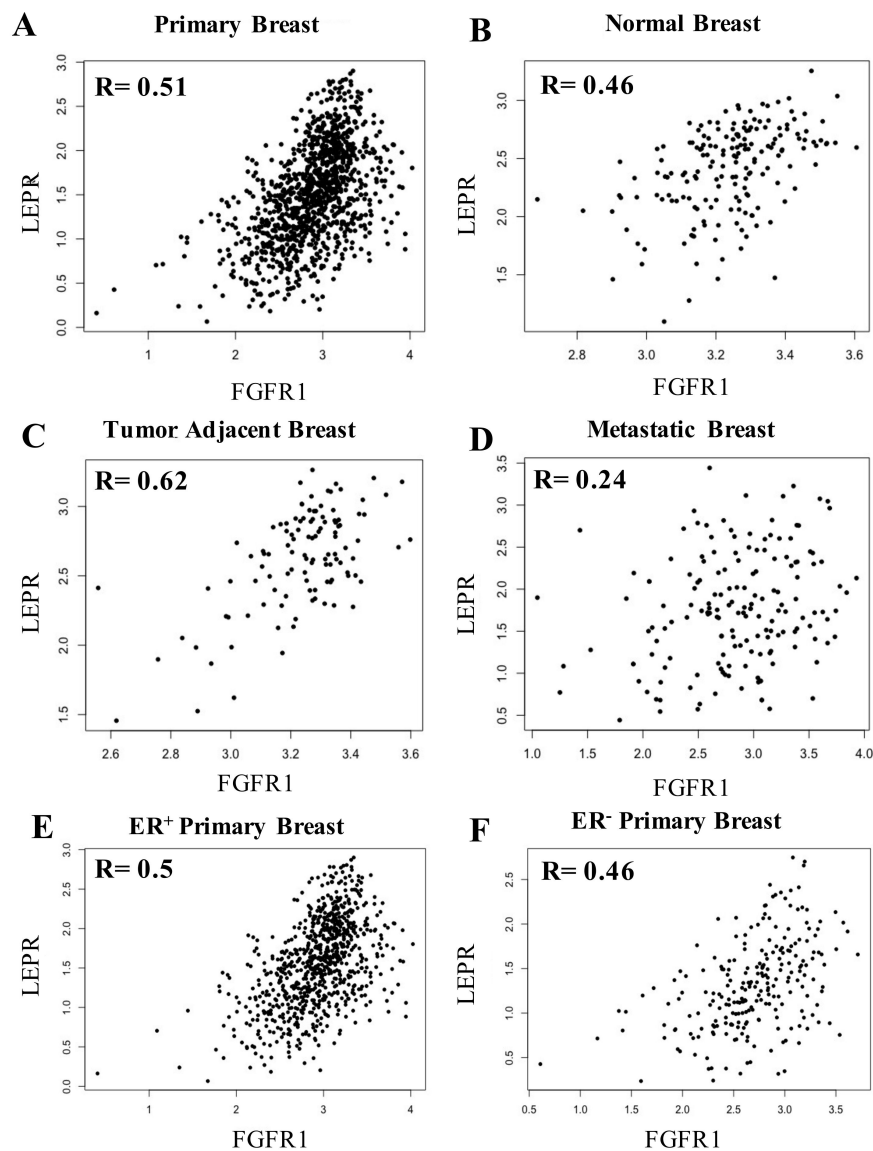 A
Primary Breast
R= 0.51
LEPR
0.0 0.5 1.0 1.5 2.0 2.5 3.0
1 2 3 4
FGFR1
B
Normal Breast
R= 0.46
LEPR
1.5 2.0 2.5 3.0
2.8 3.0 3.2 3.4 3.6
FGFR1
C
Tumor Adjacent Breast
R= 0.62
LEPR
1.5 2.0 2.5 3.0
2.6 2.8 3.0 3.2 3.4 3.6
FGFR1
D
Metastatic Breast
R= 0.24
LEPR
0.5 1.0 1.5 2.0 2.5 3.0 3.5
1.0 1.5 2.0 2.5 3.0 3.5 4.0
FGFR1
E
ER+ Primary Breast
R= 0.5
LEPR
0.0 0.5 1.0 1.5 2.0 2.5 3.0
1 2 3 4
FGFR1
F
ER- Primary Breast
R= 0.46
LEPR
0.5 1.0 1.5 2.0 2.5
0.5 1.0 1.5 2.0 2.5 3.0 3.5
FGFR1